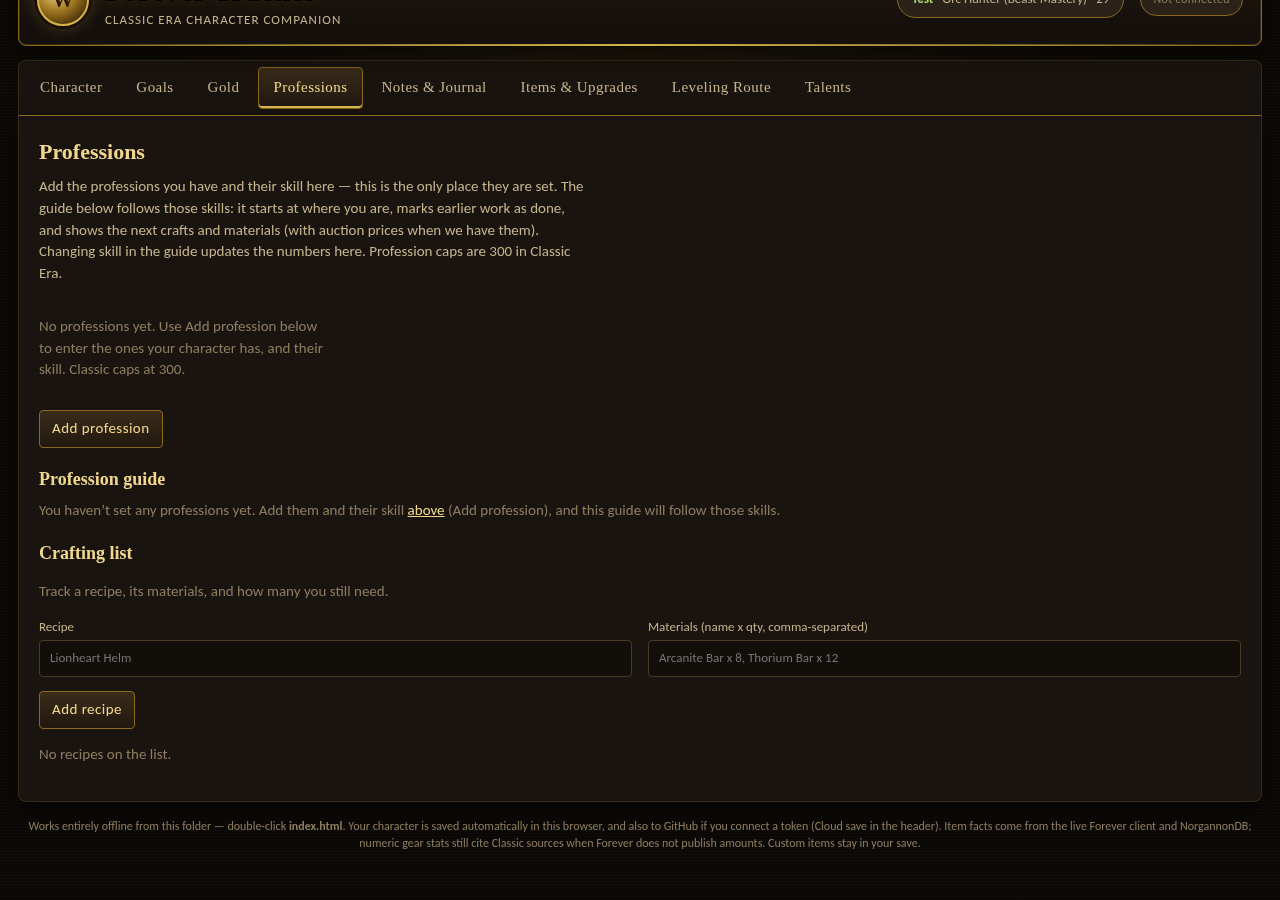 W
CLASSIC ERA CHARACTER COMPANION
Test
Orc Hunter (Beast Mastery)
Not connected
Character Goals Gold Professions Notes & Journal Items & Upgrades Leveling Route Talents
Professions
Add the professions you have and their skill here — this is the only place they are set. The
guide below follows those skills: it starts at where you are, marks earlier work as done,
and shows the next crafts and materials (with auction prices when we have them).
Changing skill in the guide updates the numbers here. Profession caps are 300 in Classic
Era.
No professions yet. Use Add profession below
to enter the ones your character has, and their
skill. Classic caps at 300.
Add profession
Profession guide
You haven’t set any professions yet. Add them and their skill above (Add profession), and this guide will follow those skills.
Crafting list
Track a recipe, its materials, and how many you still need.
Recipe
Materials (name x qty, comma-separated)
Lionheart Helm
Arcanite Bar x 8, Thorium Bar x 12
Add recipe
No recipes on the list.
Works entirely offline from this folder — double-click index.html. Your character is saved automatically in this browser, and also to GitHub if you connect a token (Cloud save in the header). Item facts come from the live Forever client and NorgannonDB;
numeric gear stats still cite Classic sources when Forever does not publish amounts. Custom items stay in your save.